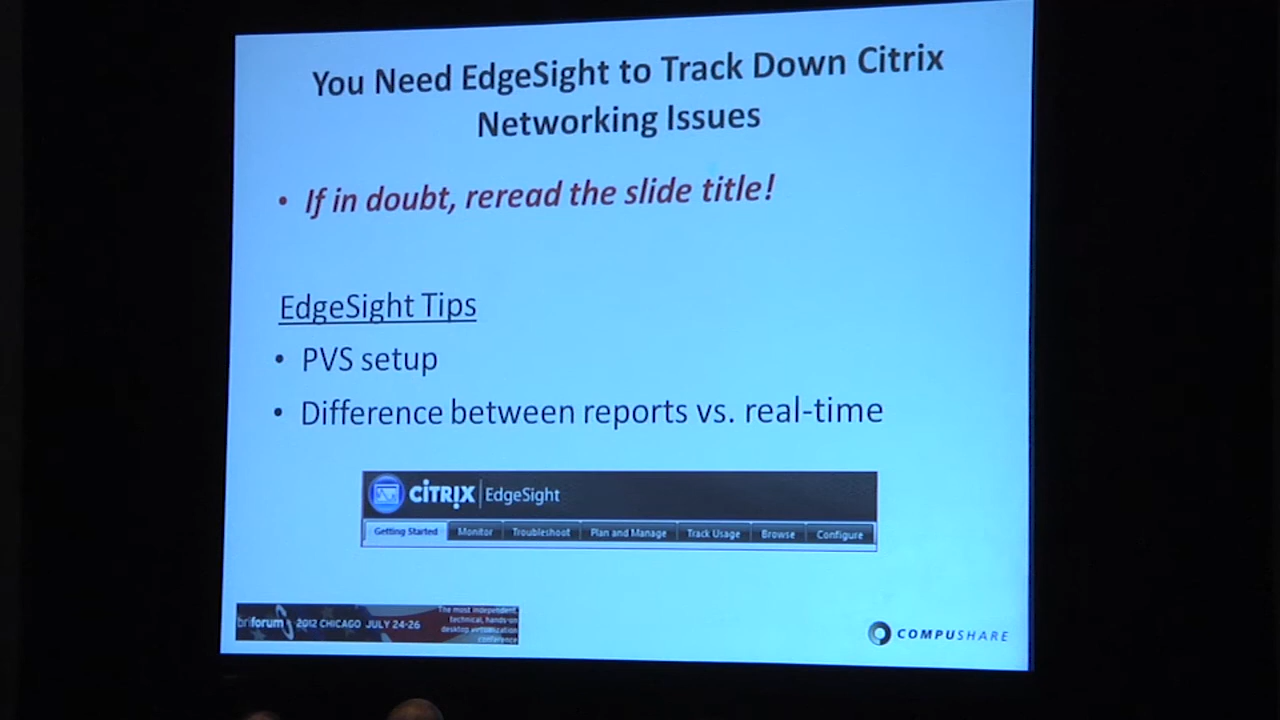 You Need EdgeSight to Track Down Citrix
Networking Issues
• If in doubt, reread the slide title!
EdgeSight Tips
• PVS setup
• Difference between reports vs. real-time
CITRIX | EdgeSight
Getting Started Monitor Troubleshoot Plan and Manage Track Usage Browse Configure
briforum 2012 CHICAGO JULY 24-26
The most independent,
technical, hands-on
desktop virtualization
conference
COMPUSHARE